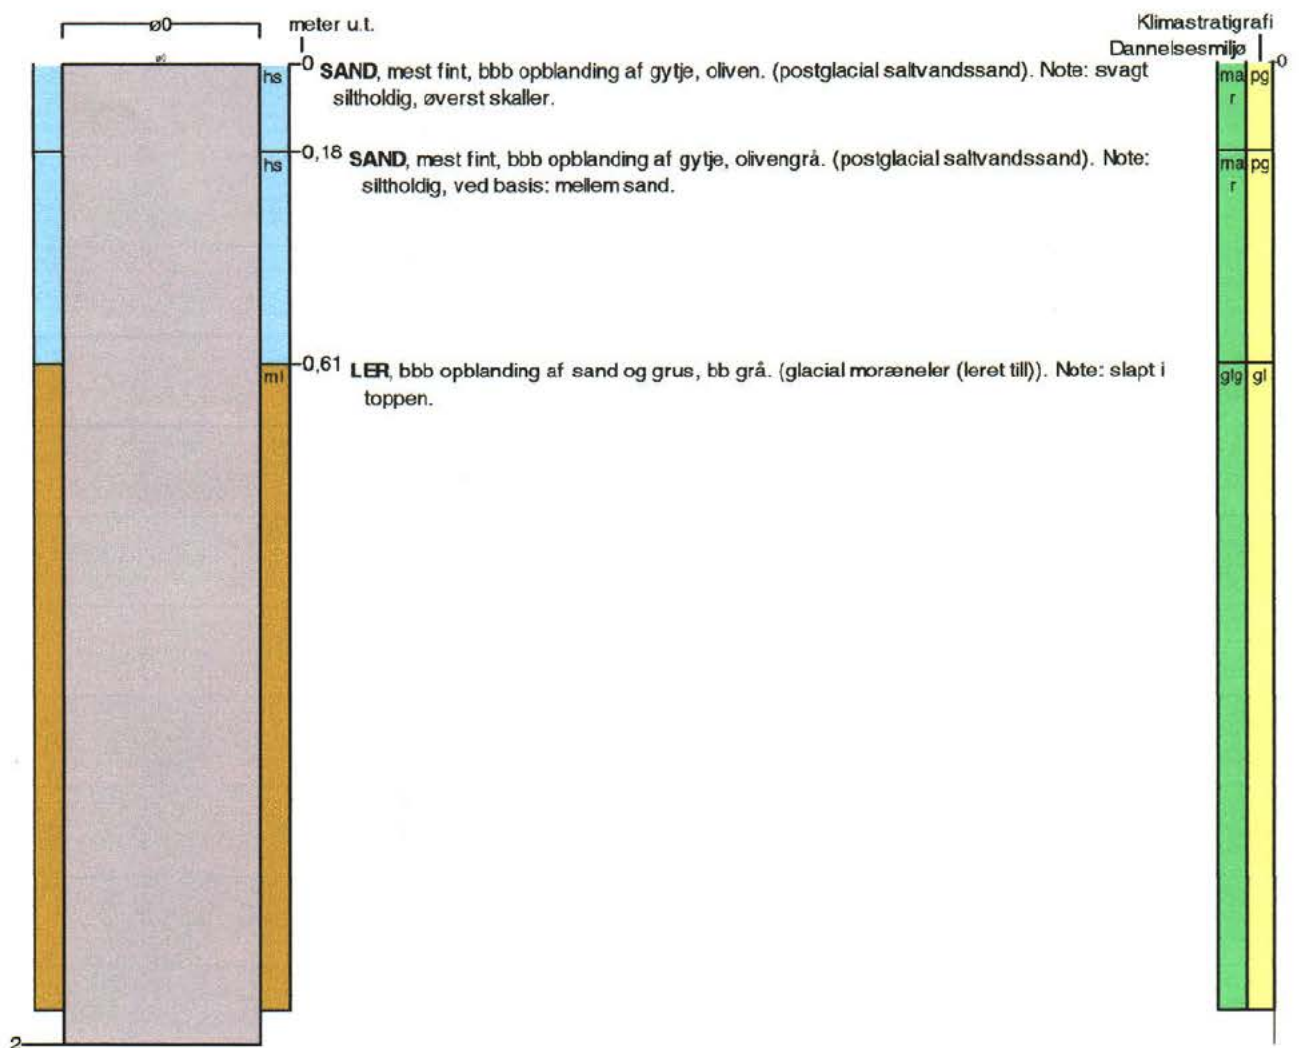 ø0
meter u.t.
Klimastratigrafi
Dannelsesmiljø
ø0
hs
0 SAND, mest fint, bbb opblanding af gytje, oliven. (postglacial saltvandssand). Note: svagt
siltholdig, øverst skaller.
ma pg
r
0
hs
0,18 SAND, mest fint, bbb opblanding af gytje, olivengrå. (postglacial saltvandssand). Note:
siltholdig, ved basis: mellem sand.
ma pg
r
ml
0,61 LER, bbb opblanding af sand og grus, bb grå. (glacial moræneler (leret till)). Note: slapt i
toppen.
glg gl
2